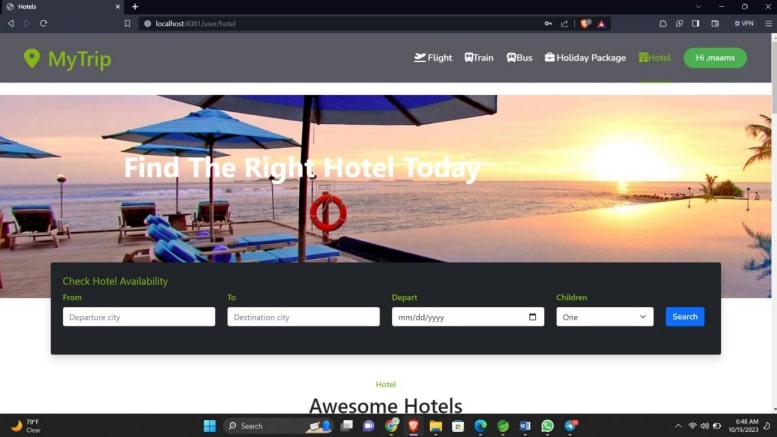 Hotels
localhost:8081/user/hotel
VPN
MyTrip
Flight Train Bus Holiday Package Hotel Hi ,maams
Find The Right Hotel Today
Check Hotel Availability
From To Depart Children
Departure city Destination city mm/dd/yyyy One Search
Hotel
Awesome Hotels
79°F
Clear
Search
6:48 AM
10/15/2023